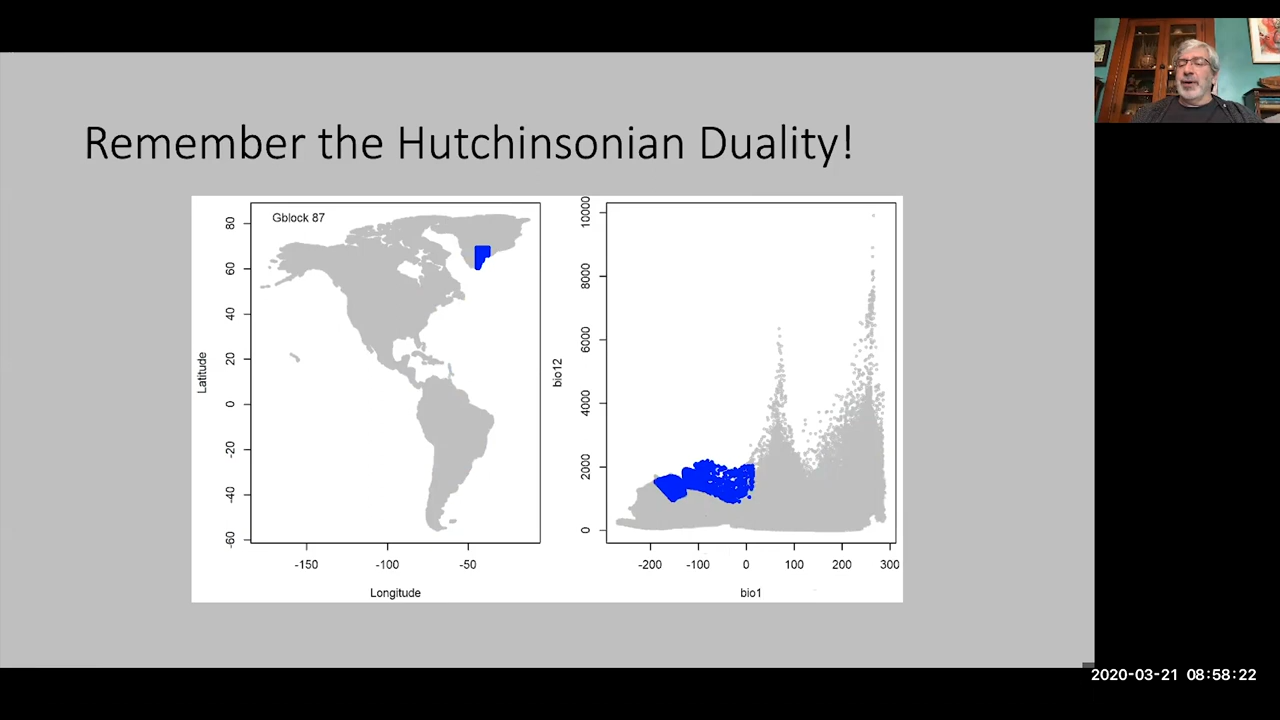 Remember the Hutchinsonian Duality!
Gblock 87
Latitude
80
60
40
20
0
-20
-40
-60
-150 -100 -50
Longitude
bio12
10000
8000
6000
4000
2000
0
-200 -100 0 100 200 300
bio1
2020-03-21 08:58:22